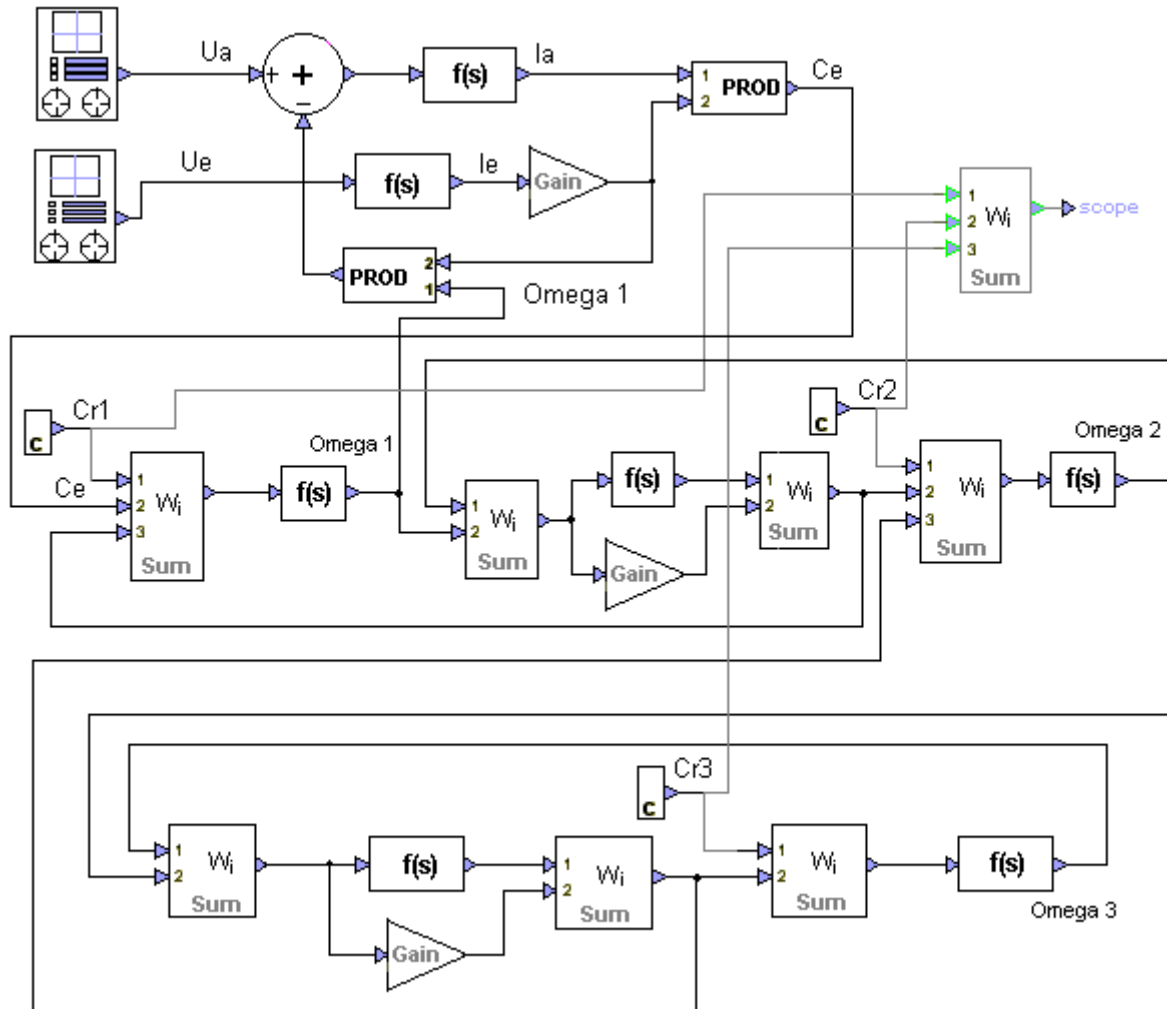 Ua
+
+
−
f(s)
Ia
1
2
PROD
Ce
Ue
f(s)
Ie
Gain
1
2
3
Wi
Sum
scope
PROD
2
1
Omega 1
C
Cr1
Ce
1
2
3
Wi
Sum
f(s)
Omega 1
1
2
Wi
Sum
f(s)
Gain
1
2
Wi
Sum
C
Cr2
1
2
3
Wi
Sum
f(s)
Omega 2
1
2
Wi
Sum
f(s)
Gain
1
2
Wi
Sum
C
Cr3
1
2
Wi
Sum
f(s)
Omega 3